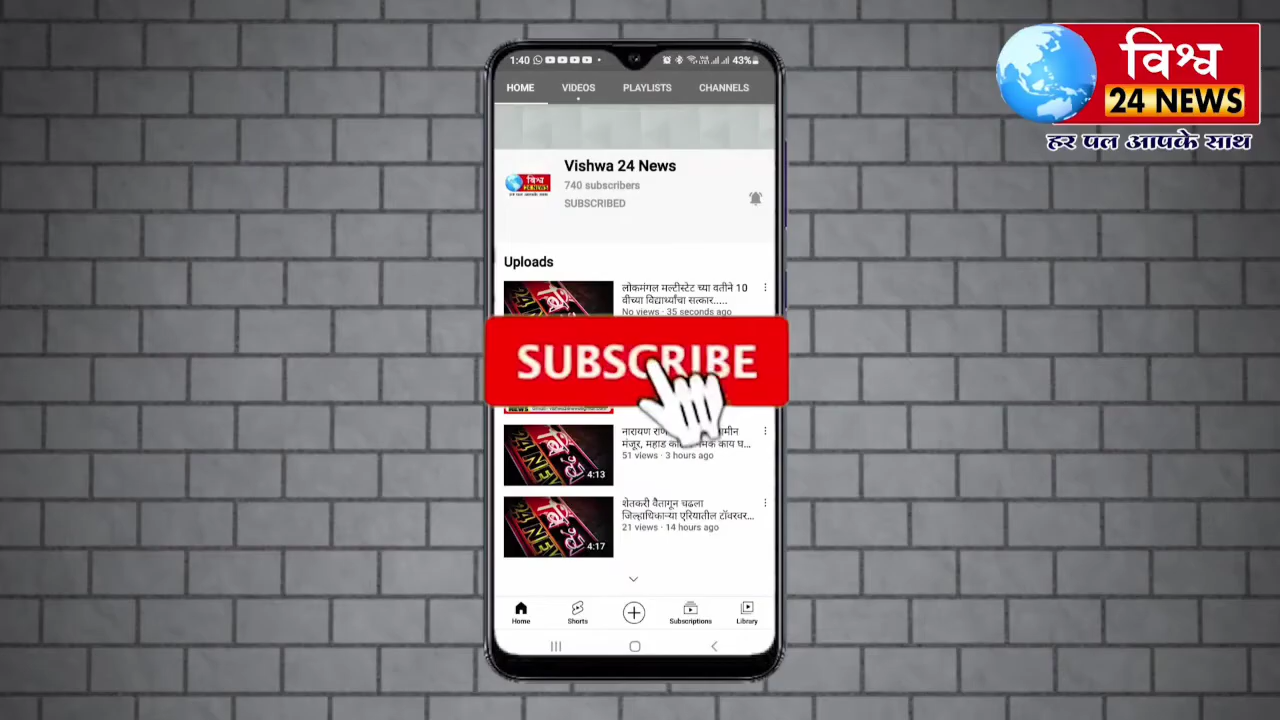 विश्व
24 NEWS
हर पल आपके साथ
1:40
43%
HOME
VIDEOS
PLAYLISTS
CHANNELS
Vishwa 24 News
740 subscribers
SUBSCRIBED
Uploads
लोकमंगल मल्टीस्टेट च्या वतीने 10
वीच्या विद्यार्थ्यांचा सत्कार.....
No views · 35 seconds ago
SUBSCRIBE
नारायण
मंजूर, महाड काय घ...
51 views · 3 hours ago
4:13
शेतकरी वैतागून चढला
जिल्हाधिकाऱ्या एरियातील टॉवरवर...
21 views · 14 hours ago
4:17
Home
Shorts
Subscriptions
Library